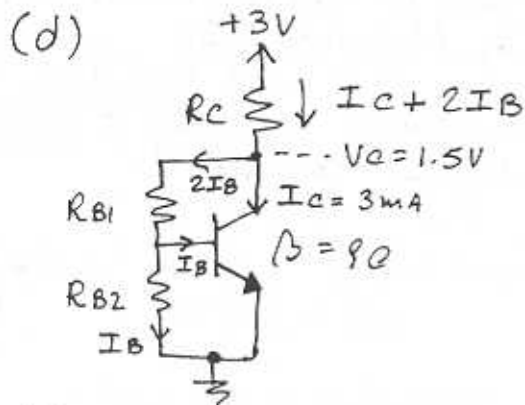 (d)
+3V
RC
IC + 2IB
VC = 1.5V
2IB
IC = 3mA
RB1
IB
β = 90
RB2
IB